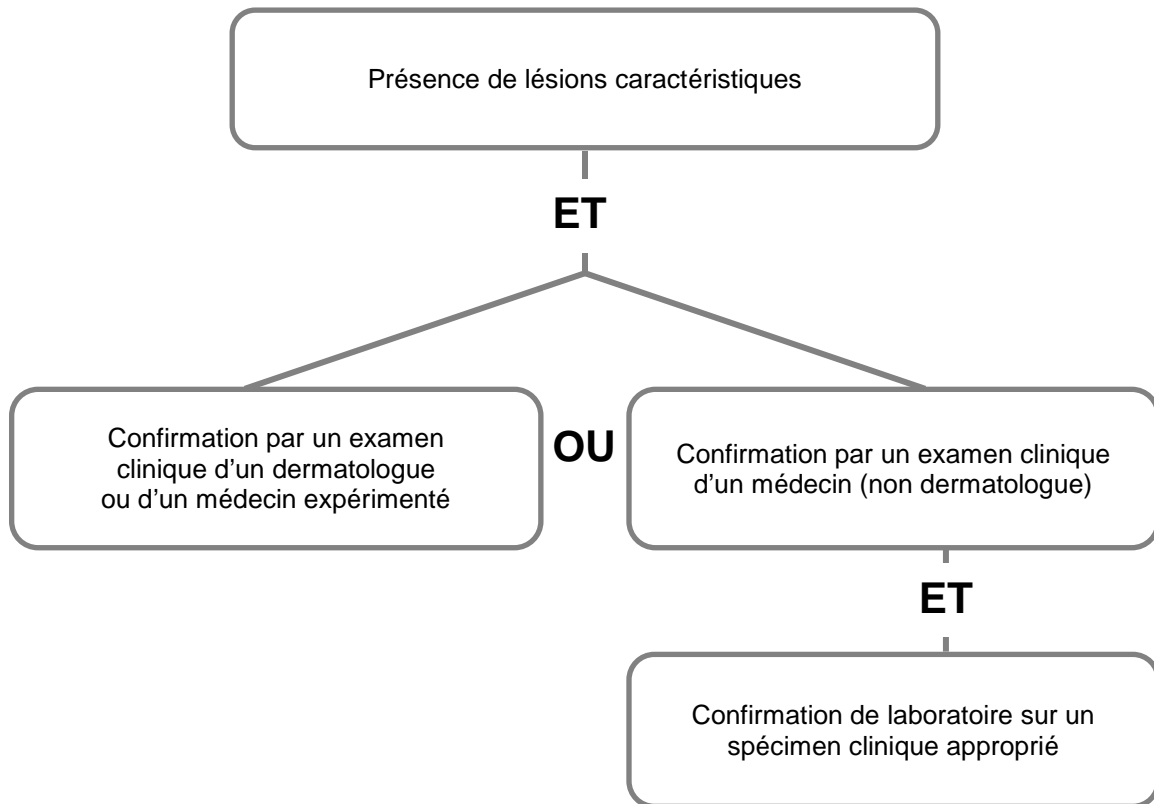 Présence de lésions caractéristiques
ET
Confirmation par un examen
clinique d’un dermatologue
ou d’un médecin expérimenté
OU
Confirmation par un examen clinique
d’un médecin (non dermatologue)
ET
Confirmation de laboratoire sur un
spécimen clinique approprié